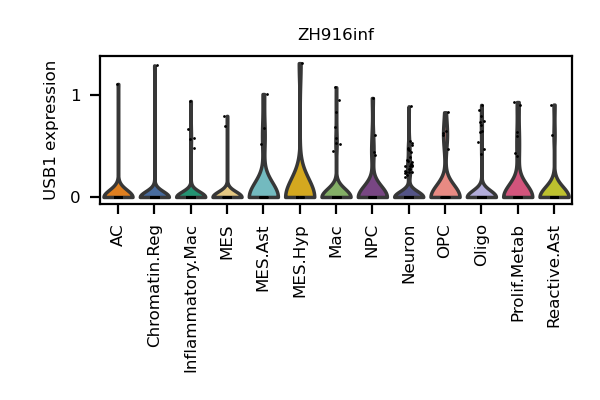 ZH916inf
USB1 expression
1
0
AC
Chromatin.Reg
Inflammatory.Mac
MES
MES.Ast
MES.Hyp
Mac
NPC
Neuron
OPC
Oligo
Prolif.Metab
Reactive.Ast